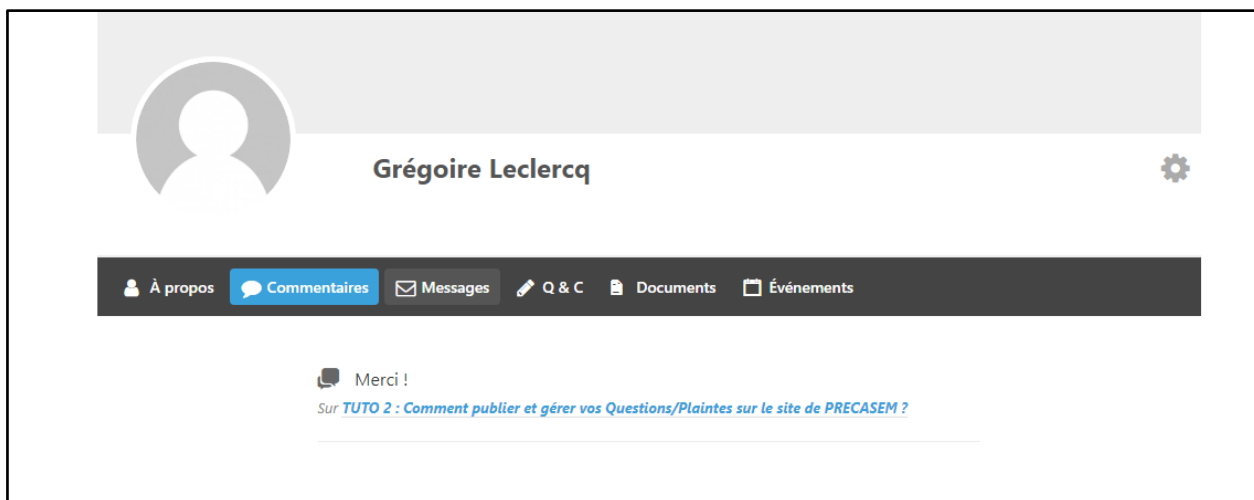 Grégoire Leclercq
À propos Commentaires Messages Q & C Documents Événements
Merci !
Sur TUTO 2 : Comment publier et gérer vos Questions/Plaintes sur le site de PRECASEM ?